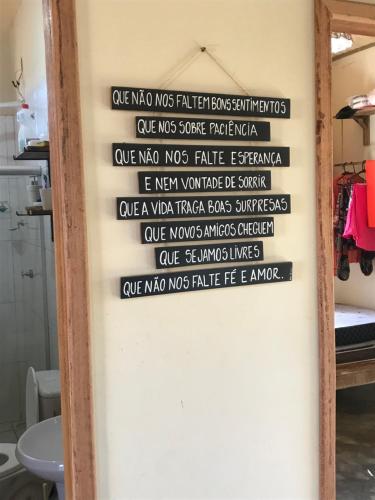 QUE NÃO NOS FALTEM BONS SENTIMENTOS
QUE NOS SOBRE PACIÊNCIA
QUE NÃO NOS FALTE ESPERANÇA
E NEM VONTADE DE SORRIR
QUE A VIDA TRAGA BOAS SURPRESAS
QUE NOVOS AMIGOS CHEGUEM
QUE SEJAMOS LIVRES
QUE NÃO NOS FALTE FÉ E AMOR.